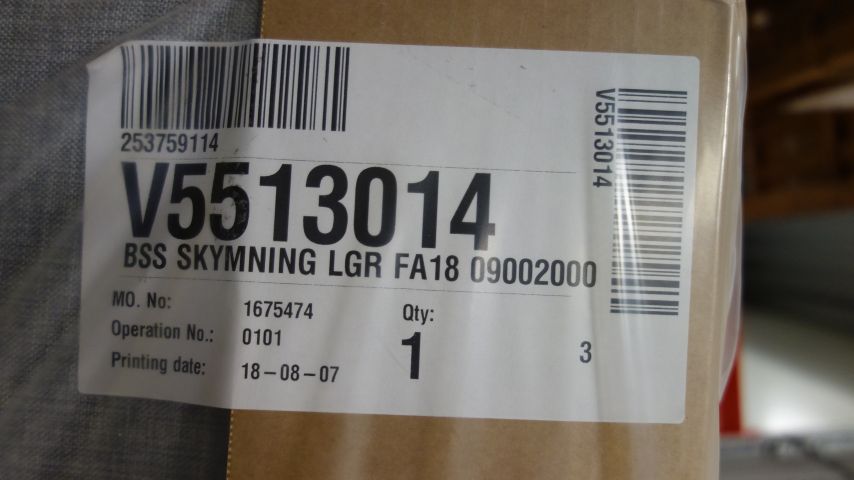 253759114
V5513014
V5513014
BSS SKYMNING LGR FA18 09002000
MO. No: 1675474 Qty:
Operation No.: 0101 1 3
Printing date: 18-08-07